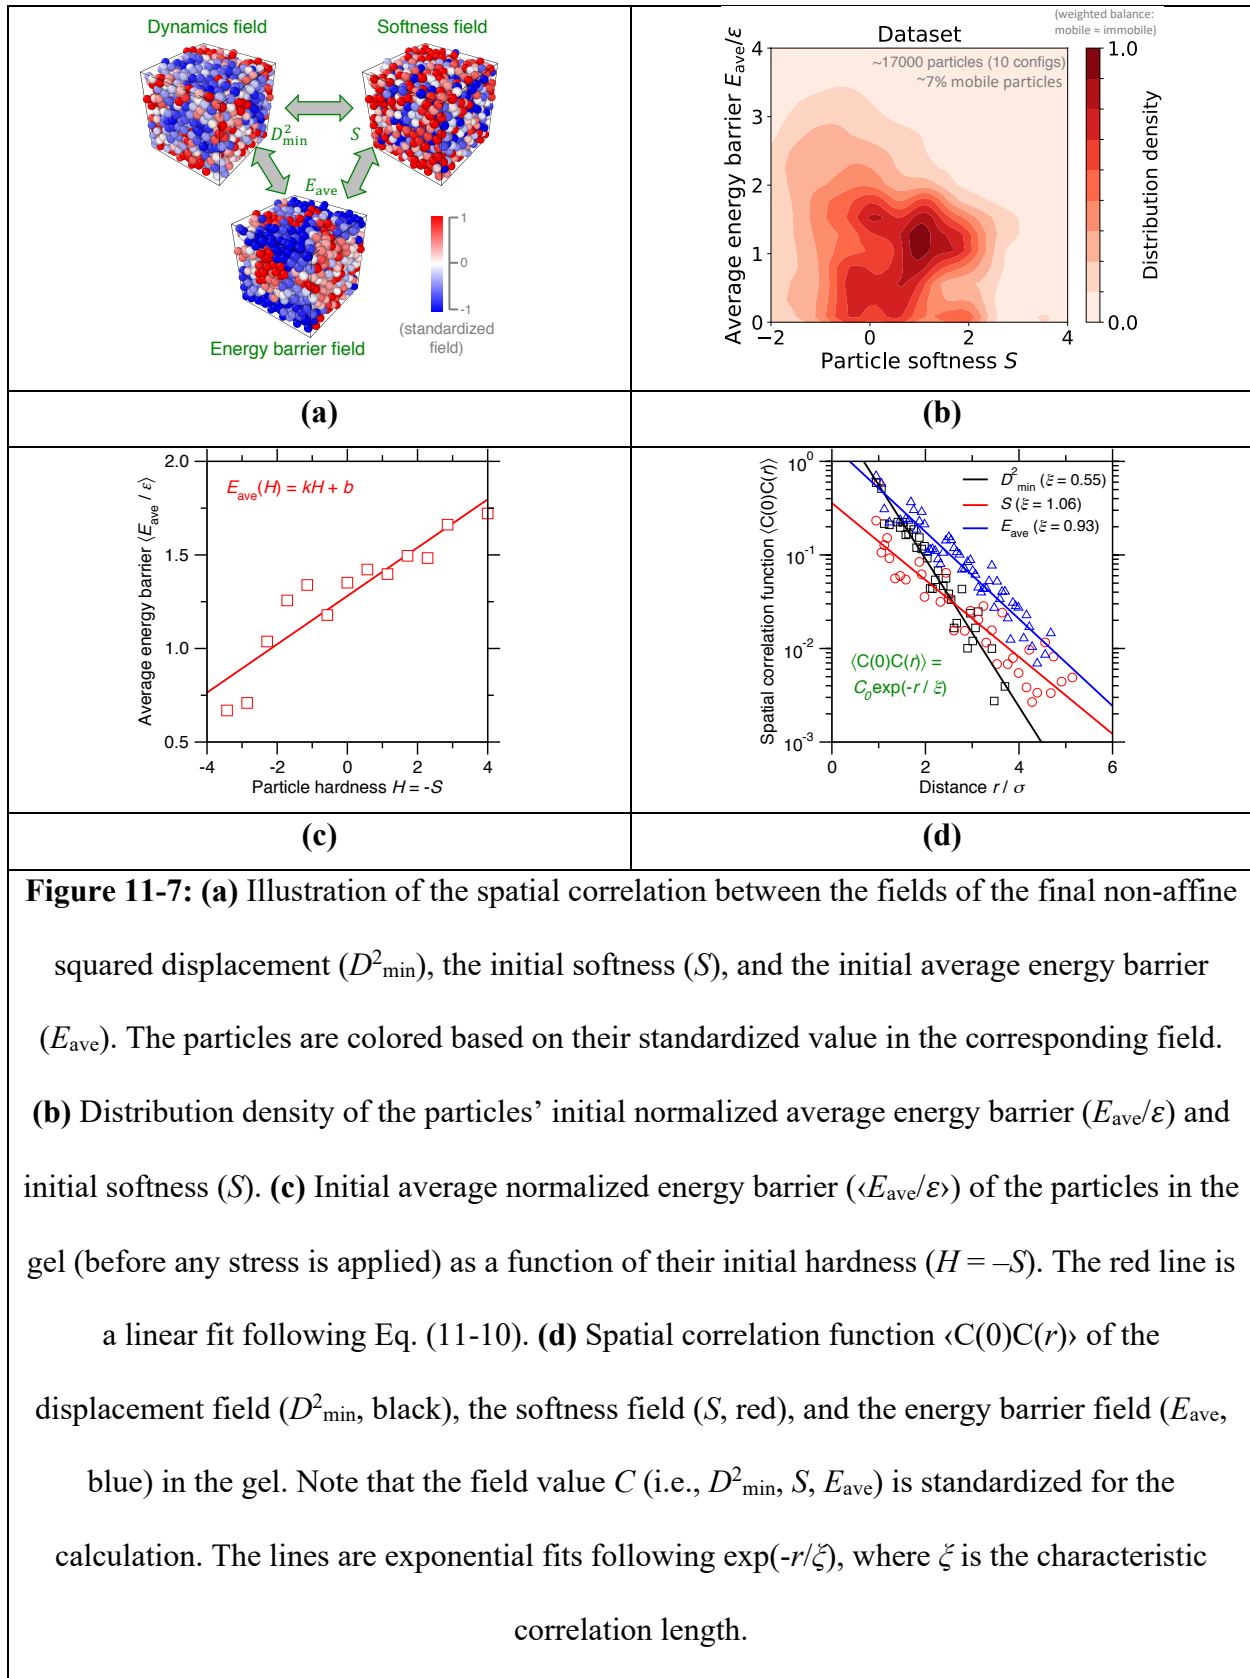 Dynamics field
Softness field
D²min
S
Eave
1
0
-1
(standardized
field)
Energy barrier field
(a)
(weighted balance:
mobile ≈ immobile)
Dataset
~17000 particles (10 configs)
~7% mobile particles
Average energy barrier Eave/ε
4
3
2
1
0
−2
0
2
4
Particle softness S
1.0
0.0
Distribution density
(b)
2.0
1.5
1.0
0.5
Average energy barrier ⟨Eave / ε⟩
Eave(H) = kH + b
-4
-2
0
2
4
Particle hardness H = -S
(c)
Spatial correlation function ⟨C(0)C(r)⟩
10⁰
10⁻¹
10⁻²
10⁻³
D²min (ξ = 0.55)
S (ξ = 1.06)
Eave (ξ = 0.93)
⟨C(0)C(r)⟩ =
C₀exp(-r / ξ)
0
2
4
6
Distance r / σ
(d)
Figure 11-7: (a) Illustration of the spatial correlation between the fields of the final non-affine
squared displacement (D²min), the initial softness (S), and the initial average energy barrier
(Eave). The particles are colored based on their standardized value in the corresponding field.
(b) Distribution density of the particles’ initial normalized average energy barrier (Eave/ε) and
initial softness (S). (c) Initial average normalized energy barrier (‹Eave/ε›) of the particles in the
gel (before any stress is applied) as a function of their initial hardness (H = –S). The red line is
a linear fit following Eq. (11-10). (d) Spatial correlation function ‹C(0)C(r)› of the
displacement field (D²min, black), the softness field (S, red), and the energy barrier field (Eave,
blue) in the gel. Note that the field value C (i.e., D²min, S, Eave) is standardized for the
calculation. The lines are exponential fits following exp(-r/ξ), where ξ is the characteristic
correlation length.